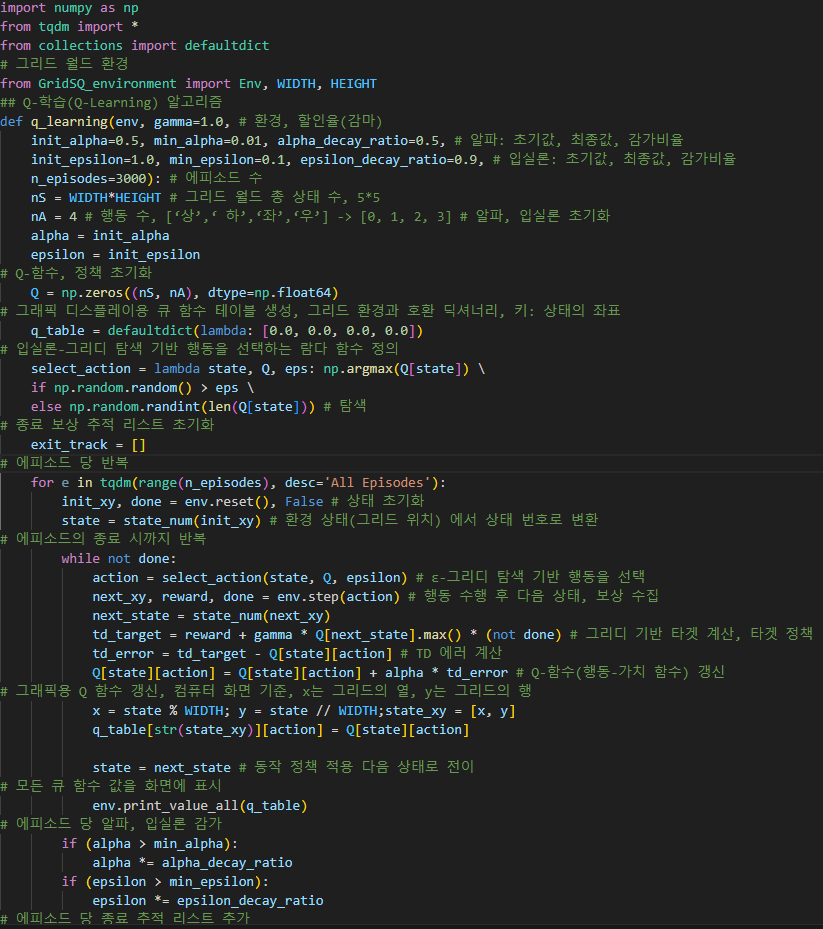 import numpy as np
from tqdm import *
from collections import defaultdict
# 그리드 월드 환경
from GridSQ_environment import Env, WIDTH, HEIGHT
## Q-학습(Q-Learning) 알고리즘
def q_learning(env, gamma=1.0, # 환경, 할인율(감마)
    init_alpha=0.5, min_alpha=0.01, alpha_decay_ratio=0.5, # 알파: 초기값, 최종값, 감가비율
    init_epsilon=1.0, min_epsilon=0.1, epsilon_decay_ratio=0.9, # 입실론: 초기값, 최종값, 감가비율
    n_episodes=3000): # 에피소드 수
    nS = WIDTH*HEIGHT # 그리드 월드 총 상태 수, 5*5
    nA = 4 # 행동 수, [‘상’,‘ 하’,‘좌’,‘우’] -> [0, 1, 2, 3] # 알파, 입실론 초기화
    alpha = init_alpha
    epsilon = init_epsilon
# Q-함수, 정책 초기화
    Q = np.zeros((nS, nA), dtype=np.float64)
# 그래픽 디스플레이용 큐 함수 테이블 생성, 그리드 환경과 호환 딕셔너리, 키: 상태의 좌표
    q_table = defaultdict(lambda: [0.0, 0.0, 0.0, 0.0])
# 입실론-그리디 탐색 기반 행동을 선택하는 람다 함수 정의
    select_action = lambda state, Q, eps: np.argmax(Q[state]) \
    if np.random.random() > eps \
    else np.random.randint(len(Q[state])) # 탐색
# 종료 보상 추적 리스트 초기화
    exit_track = []
# 에피소드 당 반복
    for e in tqdm(range(n_episodes), desc='All Episodes'):
        init_xy, done = env.reset(), False # 상태 초기화
        state = state_num(init_xy) # 환경 상태(그리드 위치) 에서 상태 번호로 변환
# 에피소드의 종료 시까지 반복
        while not done:
            action = select_action(state, Q, epsilon) # ε-그리디 탐색 기반 행동을 선택
            next_xy, reward, done = env.step(action) # 행동 수행 후 다음 상태, 보상 수집
            next_state = state_num(next_xy)
            td_target = reward + gamma * Q[next_state].max() * (not done) # 그리디 기반 타겟 계산, 타겟 정책
            td_error = td_target - Q[state][action] # TD 에러 계산
            Q[state][action] = Q[state][action] + alpha * td_error # Q-함수(행동-가치 함수) 갱신
# 그래픽용 Q 함수 갱신, 컴퓨터 화면 기준, x는 그리드의 열, y는 그리드의 행
            x = state % WIDTH; y = state // WIDTH;state_xy = [x, y]
            q_table[str(state_xy)][action] = Q[state][action]
            state = next_state # 동작 정책 적용 다음 상태로 전이
# 모든 큐 함수 값을 화면에 표시
            env.print_value_all(q_table)
# 에피소드 당 알파, 입실론 감가
        if (alpha > min_alpha):
            alpha *= alpha_decay_ratio
        if (epsilon > min_epsilon):
            epsilon *= epsilon_decay_ratio
# 에피소드 당 종료 추적 리스트 추가